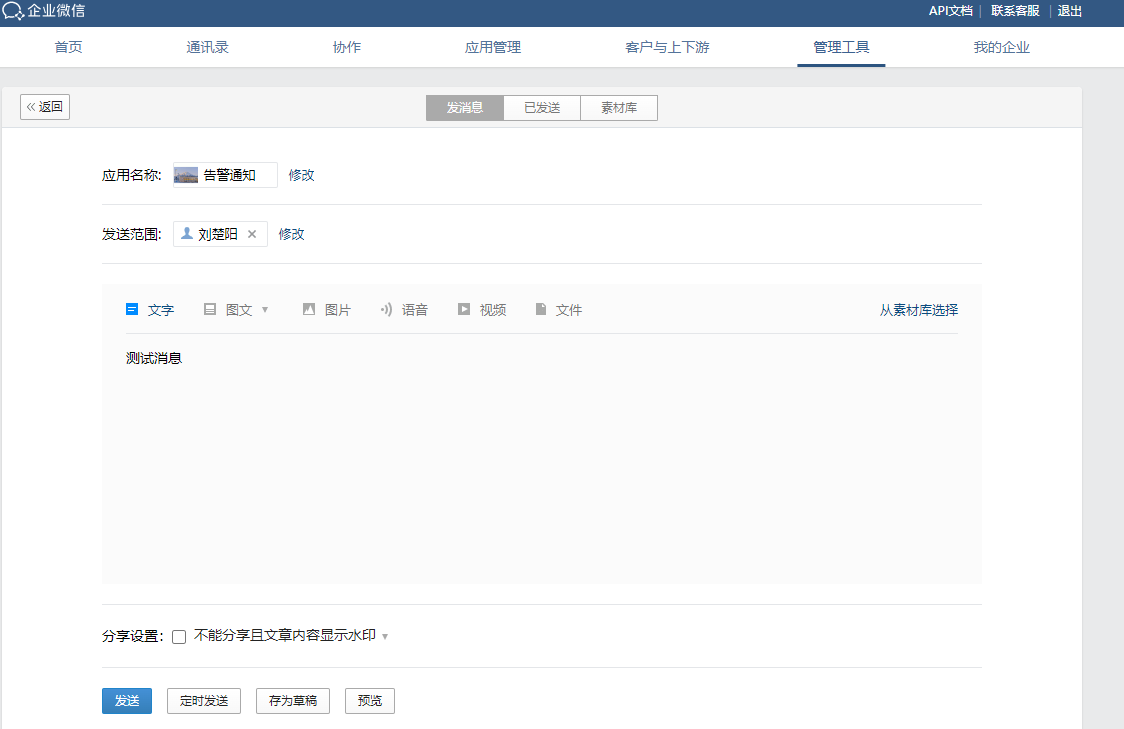 企业微信 API文档 联系客服 退出
首页 通讯录 协作 应用管理 客户与上下游 管理工具 我的企业
«返回 发消息 已发送 素材库
应用名称: 告警通知 修改
发送范围: 刘楚阳 × 修改
文字 图文 图片 语音 视频 文件 从素材库选择
测试消息
分享设置: 不能分享且文章内容显示水印
发送 定时发送 存为草稿 预览